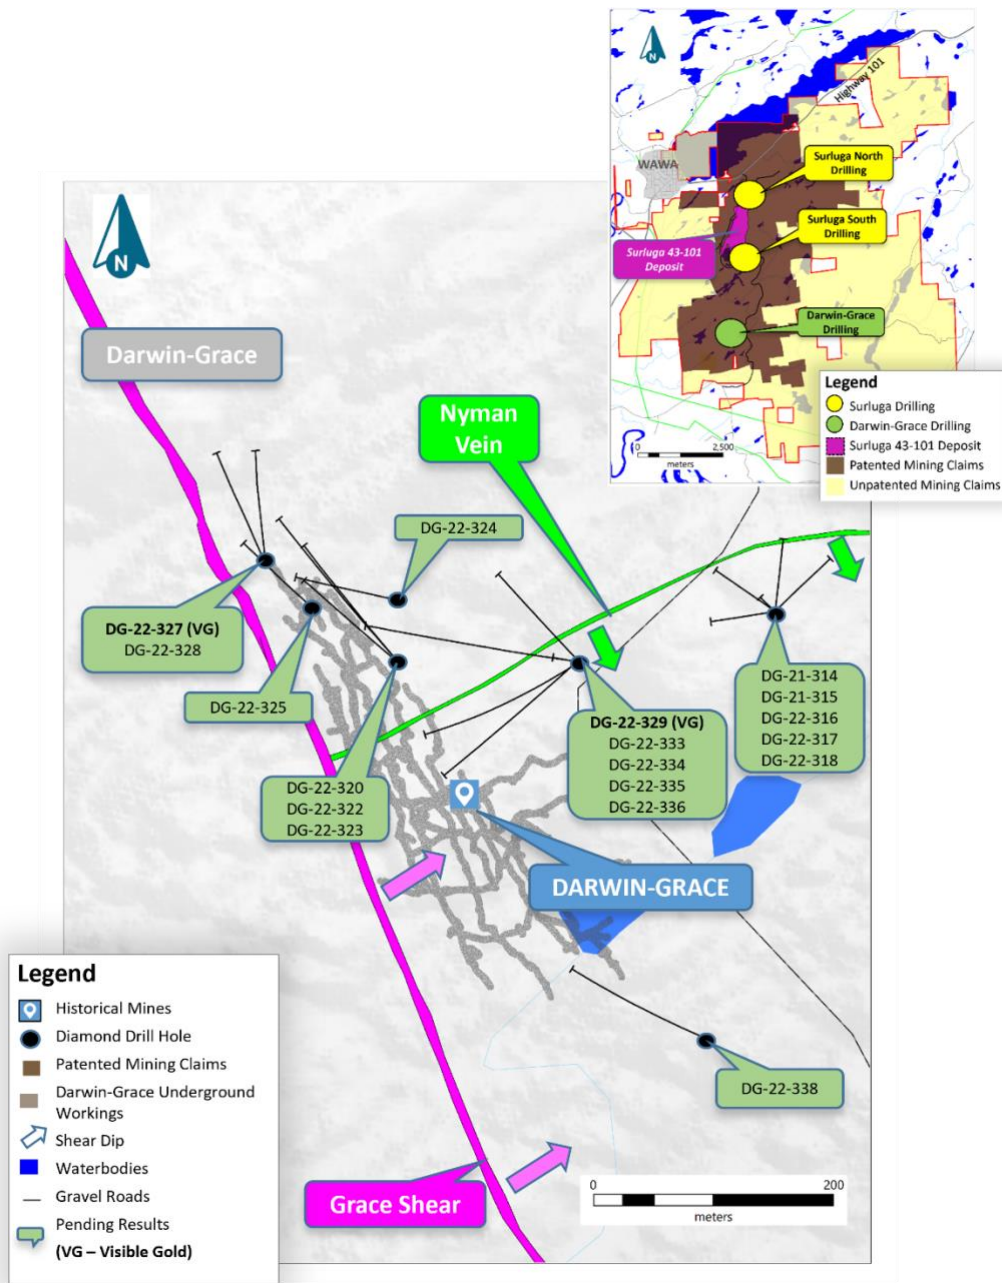 N
Highway 101
WAWA
Surluga North
Drilling
Surluga South
Drilling
Surluga 43-101
Deposit
Darwin-Grace
Drilling
0
2,500
meters
Legend
Surluga Drilling
Darwin-Grace Drilling
Surluga 43-101 Deposit
Patented Mining Claims
Unpatented Mining Claims
N
Darwin-Grace
Nyman
Vein
DG-22-324
DG-22-327 (VG)
DG-22-328
DG-22-325
DG-22-320
DG-22-322
DG-22-323
DG-22-329 (VG)
DG-22-333
DG-22-334
DG-22-335
DG-22-336
DG-21-314
DG-21-315
DG-22-316
DG-22-317
DG-22-318
DARWIN-GRACE
DG-22-338
Grace Shear
0
200
meters
Legend
Historical Mines
Diamond Drill Hole
Patented Mining Claims
Darwin-Grace Underground
Workings
Shear Dip
Waterbodies
Gravel Roads
Pending Results
(VG – Visible Gold)